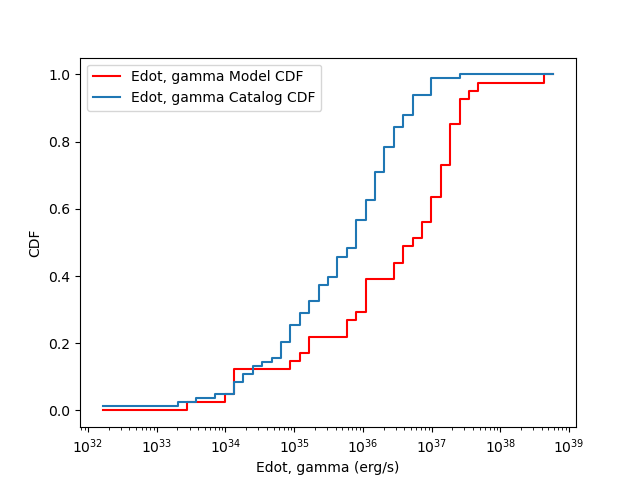 Edot, gamma Model CDF
Edot, gamma Catalog CDF
1.0
0.8
0.6
0.4
0.2
0.0
CDF
10^32 10^33 10^34 10^35 10^36 10^37 10^38 10^39
Edot, gamma (erg/s)